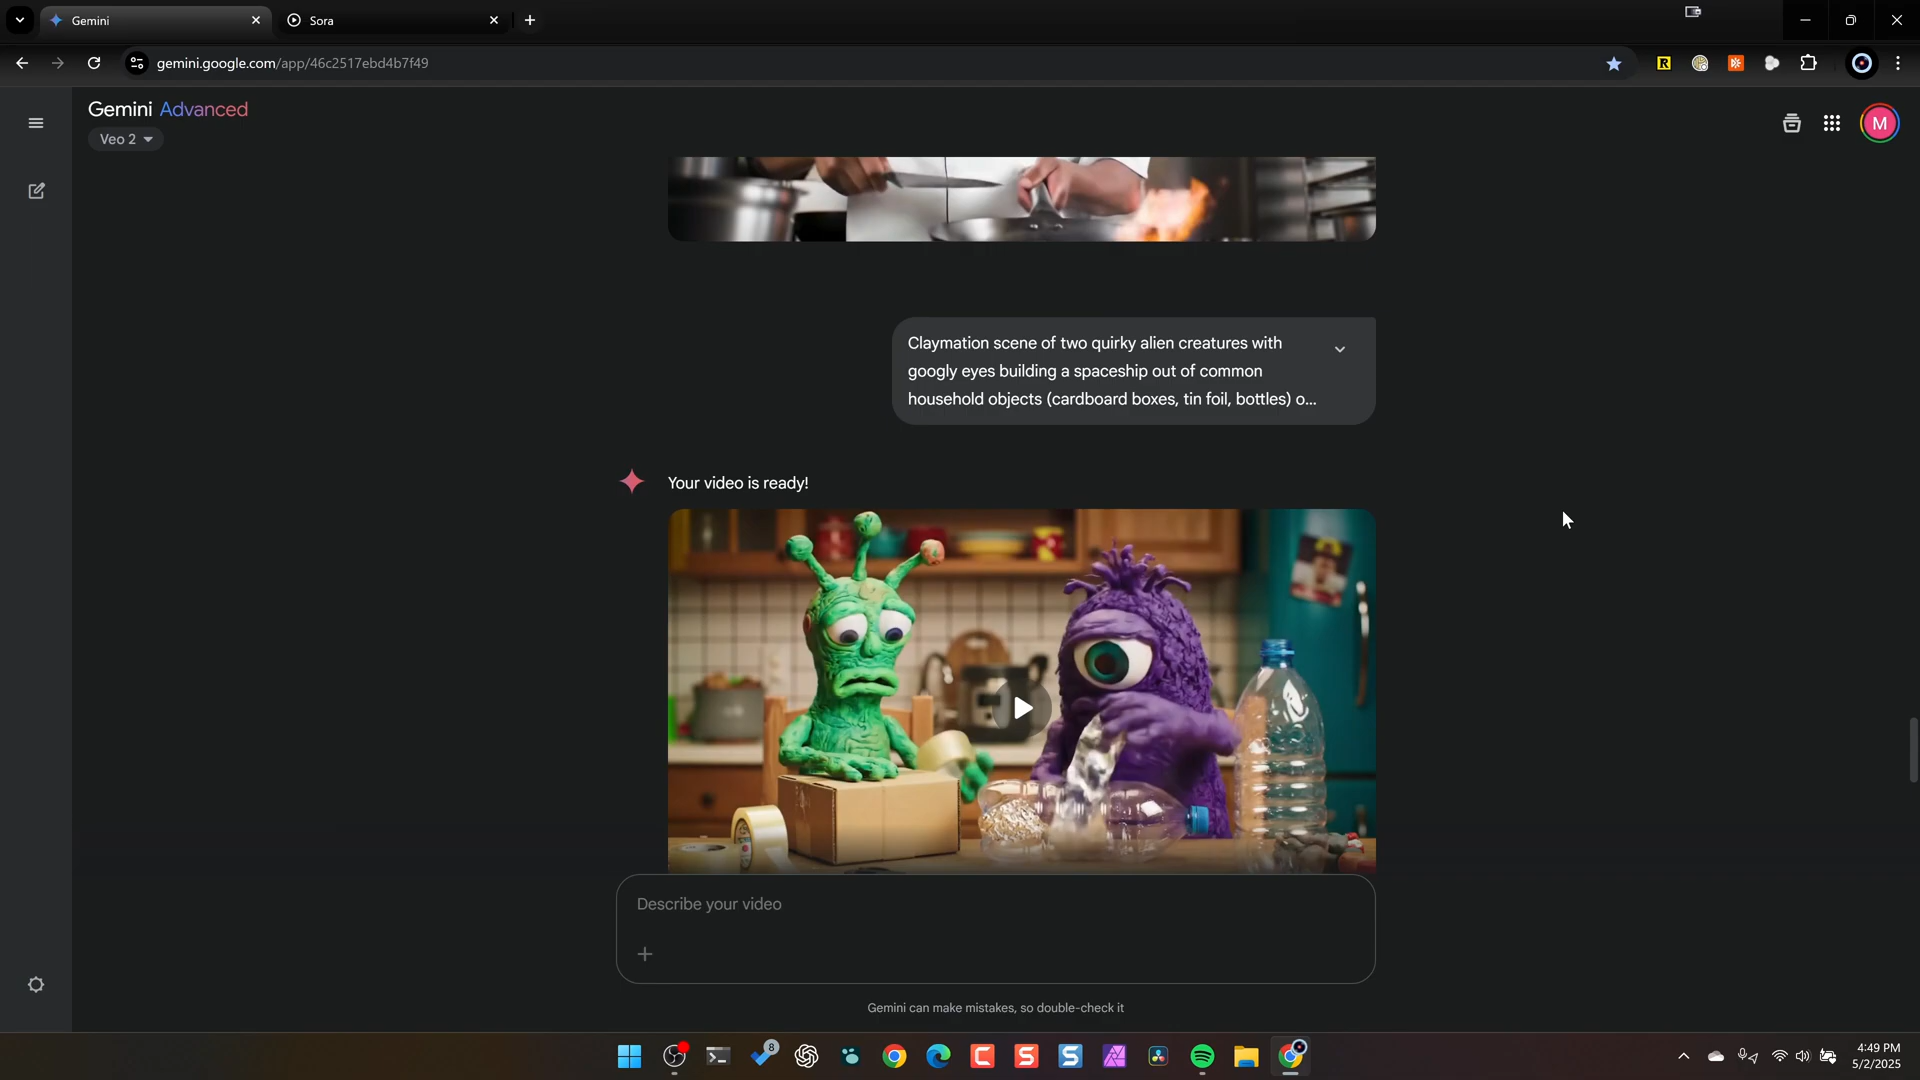 Gemini
Sora
gemini.google.com/app/46c2517ebd4b7f49
Gemini Advanced
Veo 2
M
Claymation scene of two quirky alien creatures with
googly eyes building a spaceship out of common
household objects (cardboard boxes, tin foil, bottles) o...
Your video is ready!
Describe your video
Gemini can make mistakes, so double-check it
8
4:49 PM
5/2/2025